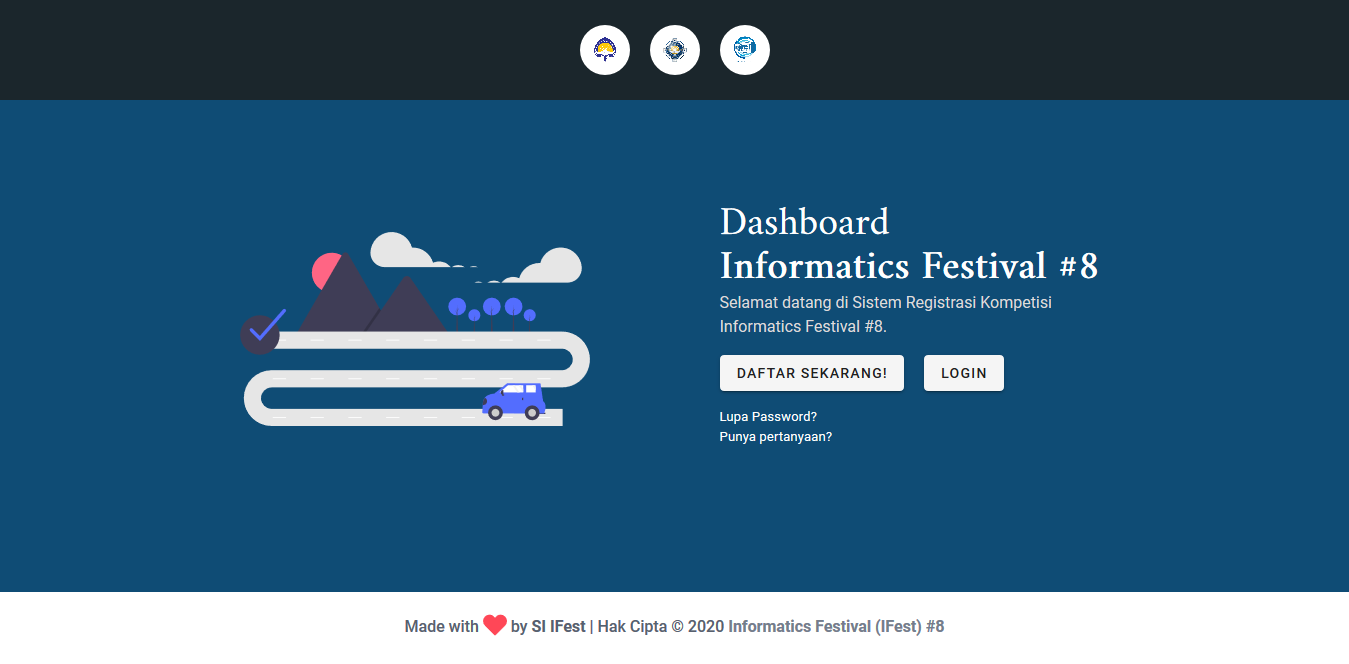 Dashboard
Informatics Festival #8
Selamat datang di Sistem Registrasi Kompetisi
Informatics Festival #8.
DAFTAR SEKARANG! LOGIN
Lupa Password?
Punya pertanyaan?
Made with by SI IFest | Hak Cipta © 2020 Informatics Festival (IFest) #8